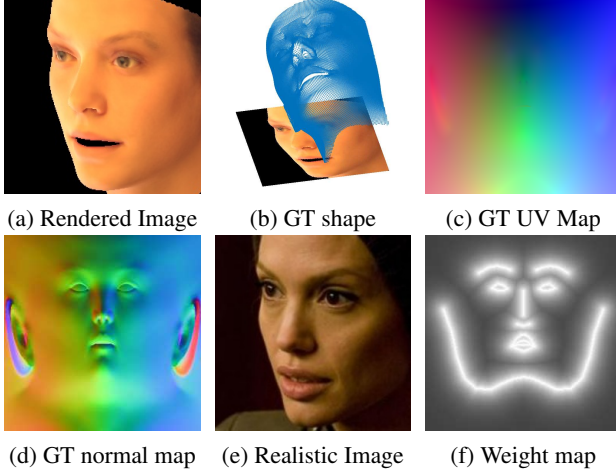 (a) Rendered Image
(b) GT shape
(c) GT UV Map
(d) GT normal map
(e) Realistic Image
(f) Weight map